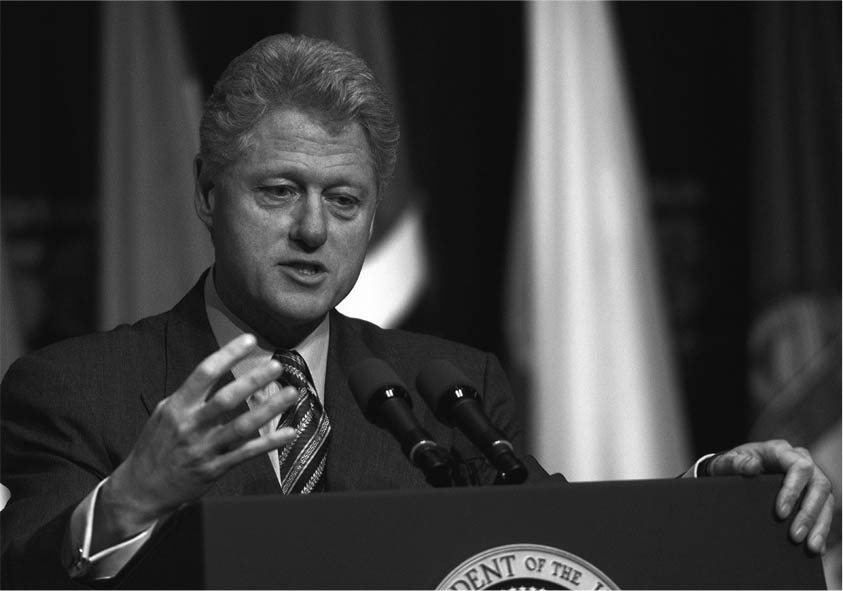 DENT OF THE U